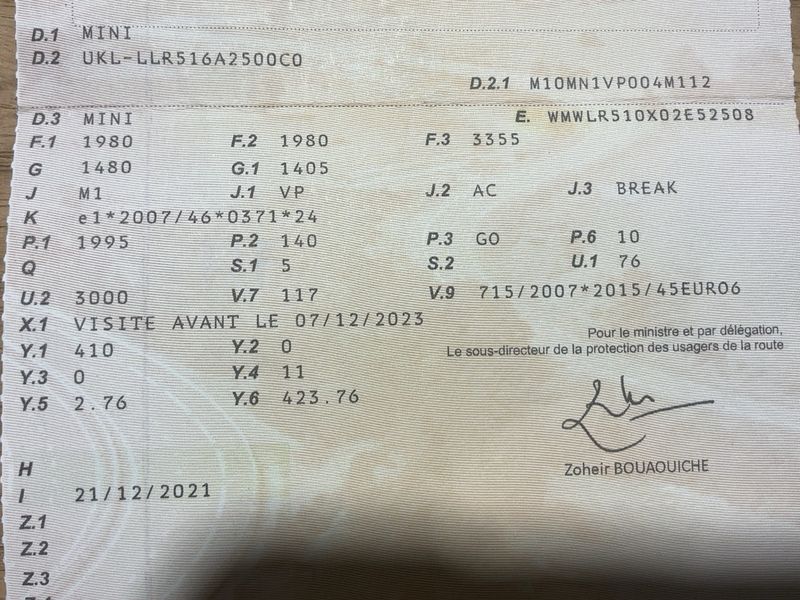 D.1 MINI
D.2 UKL-LLR516A2500C0
D.2.1 M10MN1VP004M112
D.3 MINI E. WMWLR510X02E52508
F.1 1980 F.2 1980 F.3 3355
G 1480 G.1 1405
J M1 J.1 VP J.2 AC J.3 BREAK
K e1*2007/46*0371*24
P.1 1995 P.2 140 P.3 GO P.6 10
Q S.1 5 S.2 U.1 76
U.2 3000 V.7 117 V.9 715/2007*2015/45EURO6
X.1 VISITE AVANT LE 07/12/2023
Pour le ministre et par délégation,
Y.1 410 Y.2 0 Le sous-directeur de la protection des usagers de la route
Y.3 0 Y.4 11
Y.5 2.76 Y.6 423.76
Zoheir BOUAOUICHE
H
I 21/12/2021
Z.1
Z.2
Z.3